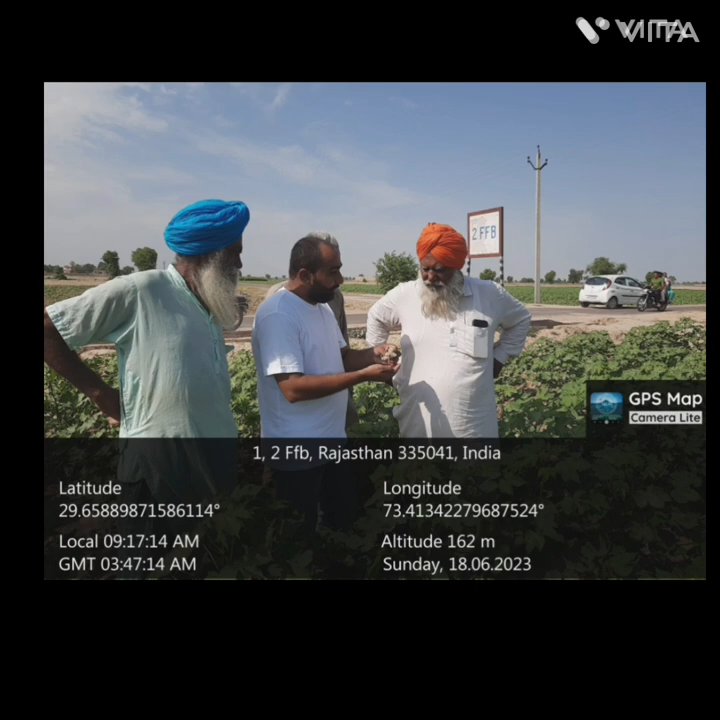 VITA
2 FFB
GPS Map
Camera Lite
1, 2 Ffb, Rajasthan 335041, India
Latitude
29.65889871586114°
Longitude
73.41342279687524°
Local 09:17:14 AM
GMT 03:47:14 AM
Altitude 162 m
Sunday, 18.06.2023